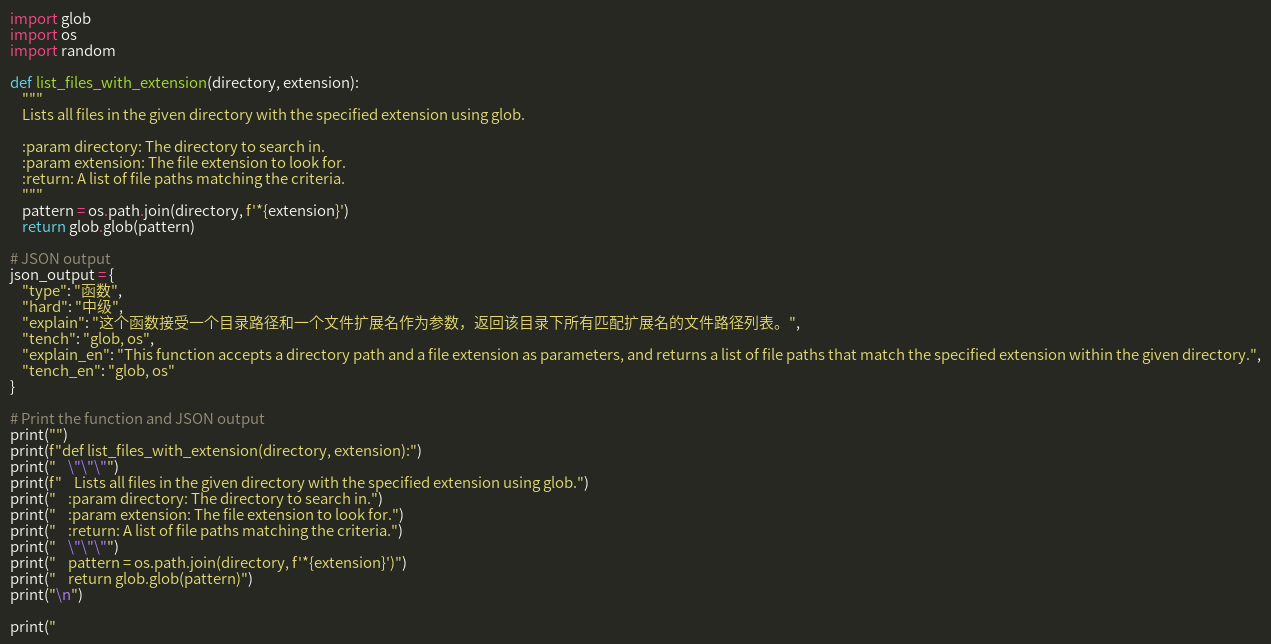 import glob
import os
import random

def list_files_with_extension(directory, extension):
    """
    Lists all files in the given directory with the specified extension using glob.

    :param directory: The directory to search in.
    :param extension: The file extension to look for.
    :return: A list of file paths matching the criteria.
    """
    pattern = os.path.join(directory, f'*{extension}')
    return glob.glob(pattern)

# JSON output
json_output = {
    "type": "函数",
    "hard": "中级",
    "explain": "这个函数接受一个目录路径和一个文件扩展名作为参数，返回该目录下所有匹配扩展名的文件路径列表。",
    "tench": "glob, os",
    "explain_en": "This function accepts a directory path and a file extension as parameters, and returns a list of file paths that match the specified extension within the given directory.",
    "tench_en": "glob, os"
}

# Print the function and JSON output
print("")
print(f"def list_files_with_extension(directory, extension):")
print("    \"\"\"")
print(f"    Lists all files in the given directory with the specified extension using glob.")
print("    :param directory: The directory to search in.")
print("    :param extension: The file extension to look for.")
print("    :return: A list of file paths matching the criteria.")
print("    \"\"\"")
print("    pattern = os.path.join(directory, f'*{extension}')")
print("    return glob.glob(pattern)")
print("\n")

print("